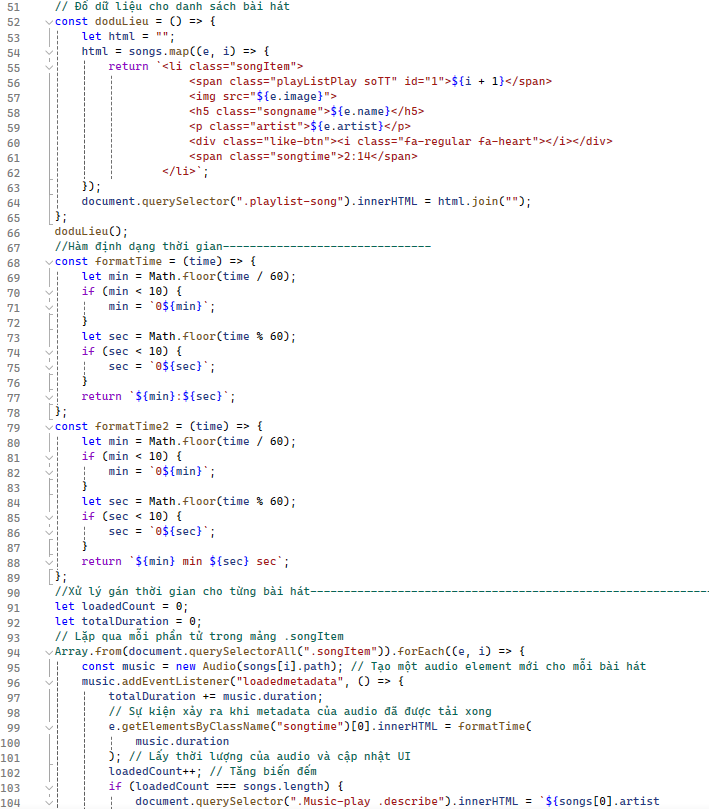 51 // Đổ dữ liệu cho danh sách bài hát
52 const doduLieu = () => {
53     let html = "";
54     html = songs.map((e, i) => {
55         return `<li class="songItem">
56                     <span class="playListPlay soTT" id="1">${i + 1}</span>
57                     <img src="${e.image}">
58                     <h5 class="songname">${e.name}</h5>
59                     <p class="artist">${e.artist}</p>
60                     <div class="like-btn"><i class="fa-regular fa-heart"></i></div>
61                     <span class="songtime">2:14</span>
62                 </li>`;
63     });
64     document.querySelector(".playlist-song").innerHTML = html.join("");
65 };
66 doduLieu();
67 //Hàm định dạng thời gian-------------------------------
68 const formatTime = (time) => {
69     let min = Math.floor(time / 60);
70     if (min < 10) {
71         min = `0${min}`;
72     }
73     let sec = Math.floor(time % 60);
74     if (sec < 10) {
75         sec = `0${sec}`;
76     }
77     return `${min}:${sec}`;
78 };
79 const formatTime2 = (time) => {
80     let min = Math.floor(time / 60);
81     if (min < 10) {
82         min = `0${min}`;
83     }
84     let sec = Math.floor(time % 60);
85     if (sec < 10) {
86         sec = `0${sec}`;
87     }
88     return `${min} min ${sec} sec`;
89 };
90 //Xử lý gán thời gian cho từng bài hát-----------------------------------------------------------
91 let loadedCount = 0;
92 let totalDuration = 0;
93 // Lặp qua mỗi phần tử trong mảng .songItem
94 Array.from(document.querySelectorAll(".songItem")).forEach((e, i) => {
95     const music = new Audio(songs[i].path); // Tạo một audio element mới cho mỗi bài hát
96     music.addEventListener("loadedmetadata", () => {
97         totalDuration += music.duration;
98         // Sự kiện xảy ra khi metadata của audio đã được tải xong
99         e.getElementsByClassName("songtime")[0].innerHTML = formatTime(
100             music.duration
101         ); // Lấy thời lượng của audio và cập nhật UI
102         loadedCount++; // Tăng biến đếm
103         if (loadedCount === songs.length) {
104             document.querySelector(".Music-play .describe").innerHTML = `${songs[0].artist